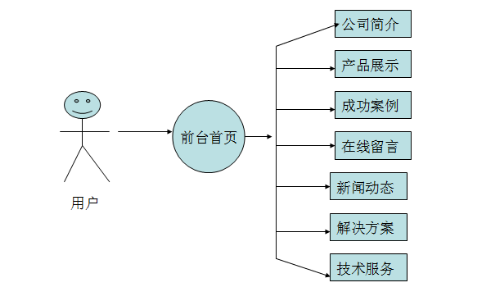 公司简介
产品展示
成功案例
前台首页
在线留言
新闻动态
用户
解决方案
技术服务